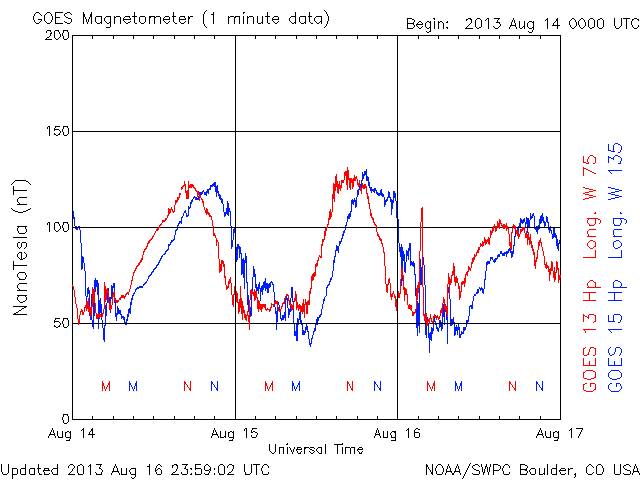 GOES Magnetometer (1 minute data)
Begin: 2013 Aug 14 0000 UTC
200
150
100
50
0
NanoTesla (nT)
M M N N M M N N M M N N
Aug 14 Aug 15 Aug 16 Aug 17
Universal Time
GOES 13 Hp Long. W 75
GOES 15 Hp Long. W 135
Updated 2013 Aug 16 23:59:02 UTC
NOAA/SWPC Boulder, CO USA